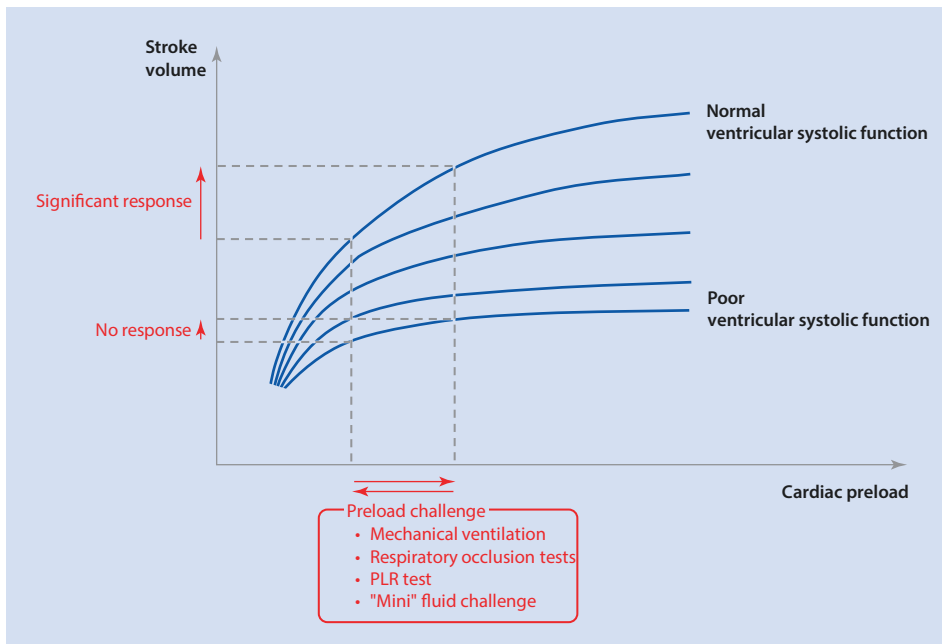 Stroke
volume
Normal
ventricular systolic function
Significant response
No response
Poor
ventricular systolic function
Cardiac preload
Preload challenge
• Mechanical ventilation
• Respiratory occlusion tests
• PLR test
• "Mini" fluid challenge